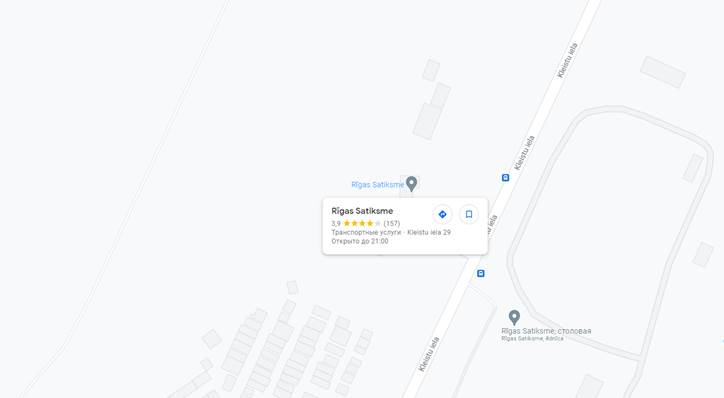 Kleistu iela
Kleistu iela
Rīgas Satiksme
Rīgas Satiksme
3,9 (157)
Транспортные услуги · Kleistu iela 29
Открыто до 21:00
iela
Rīgas Satiksme, столовая
Rīgas Satiksme, ēdnīca
Kleistu iela